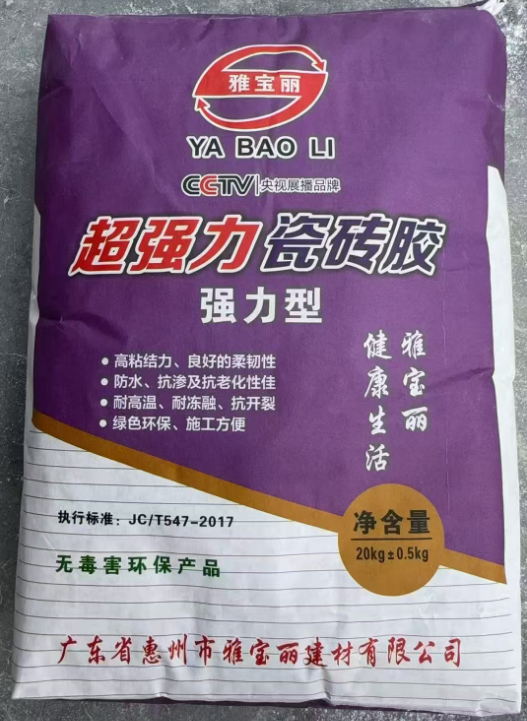 雅宝丽
YA BAO LI
CCTV|央视展播品牌
超强力瓷砖胶
强力型
• 高粘结力、良好的柔韧性
• 防水、抗渗及抗老化性佳
• 耐高温、耐冻融、抗开裂
• 绿色环保、施工方便
雅宝丽
健康生活
执行标准：JC/T547-2017
净含量
20kg±0.5kg
无毒害环保产品
广东省惠州市雅宝丽建材有限公司